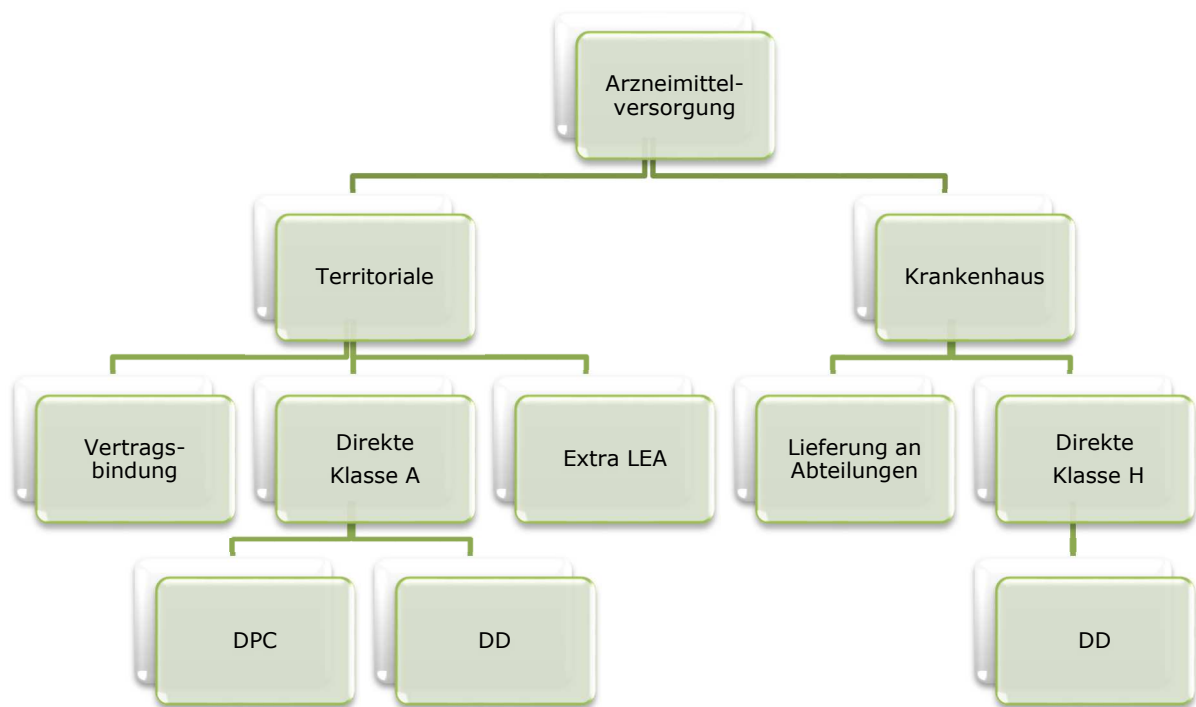 Arzneimittel-
versorgung
Territoriale
Krankenhaus
Vertrags-
bindung
Direkte
Klasse A
Extra LEA
Lieferung an
Abteilungen
Direkte
Klasse H
DPC
DD
DD